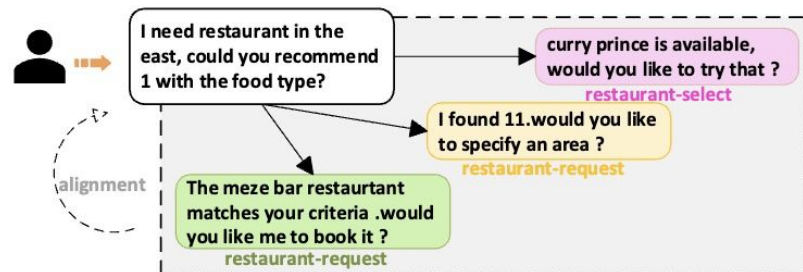 I need restaurant in the
east, could you recommend
1 with the food type?
curry prince is available,
would you like to try that ?
restaurant-select
I found 11.would you like
to specify an area ?
restaurant-request
alignment
The meze bar restaurtant
matches your criteria .would
you like me to book it ?
restaurant-request